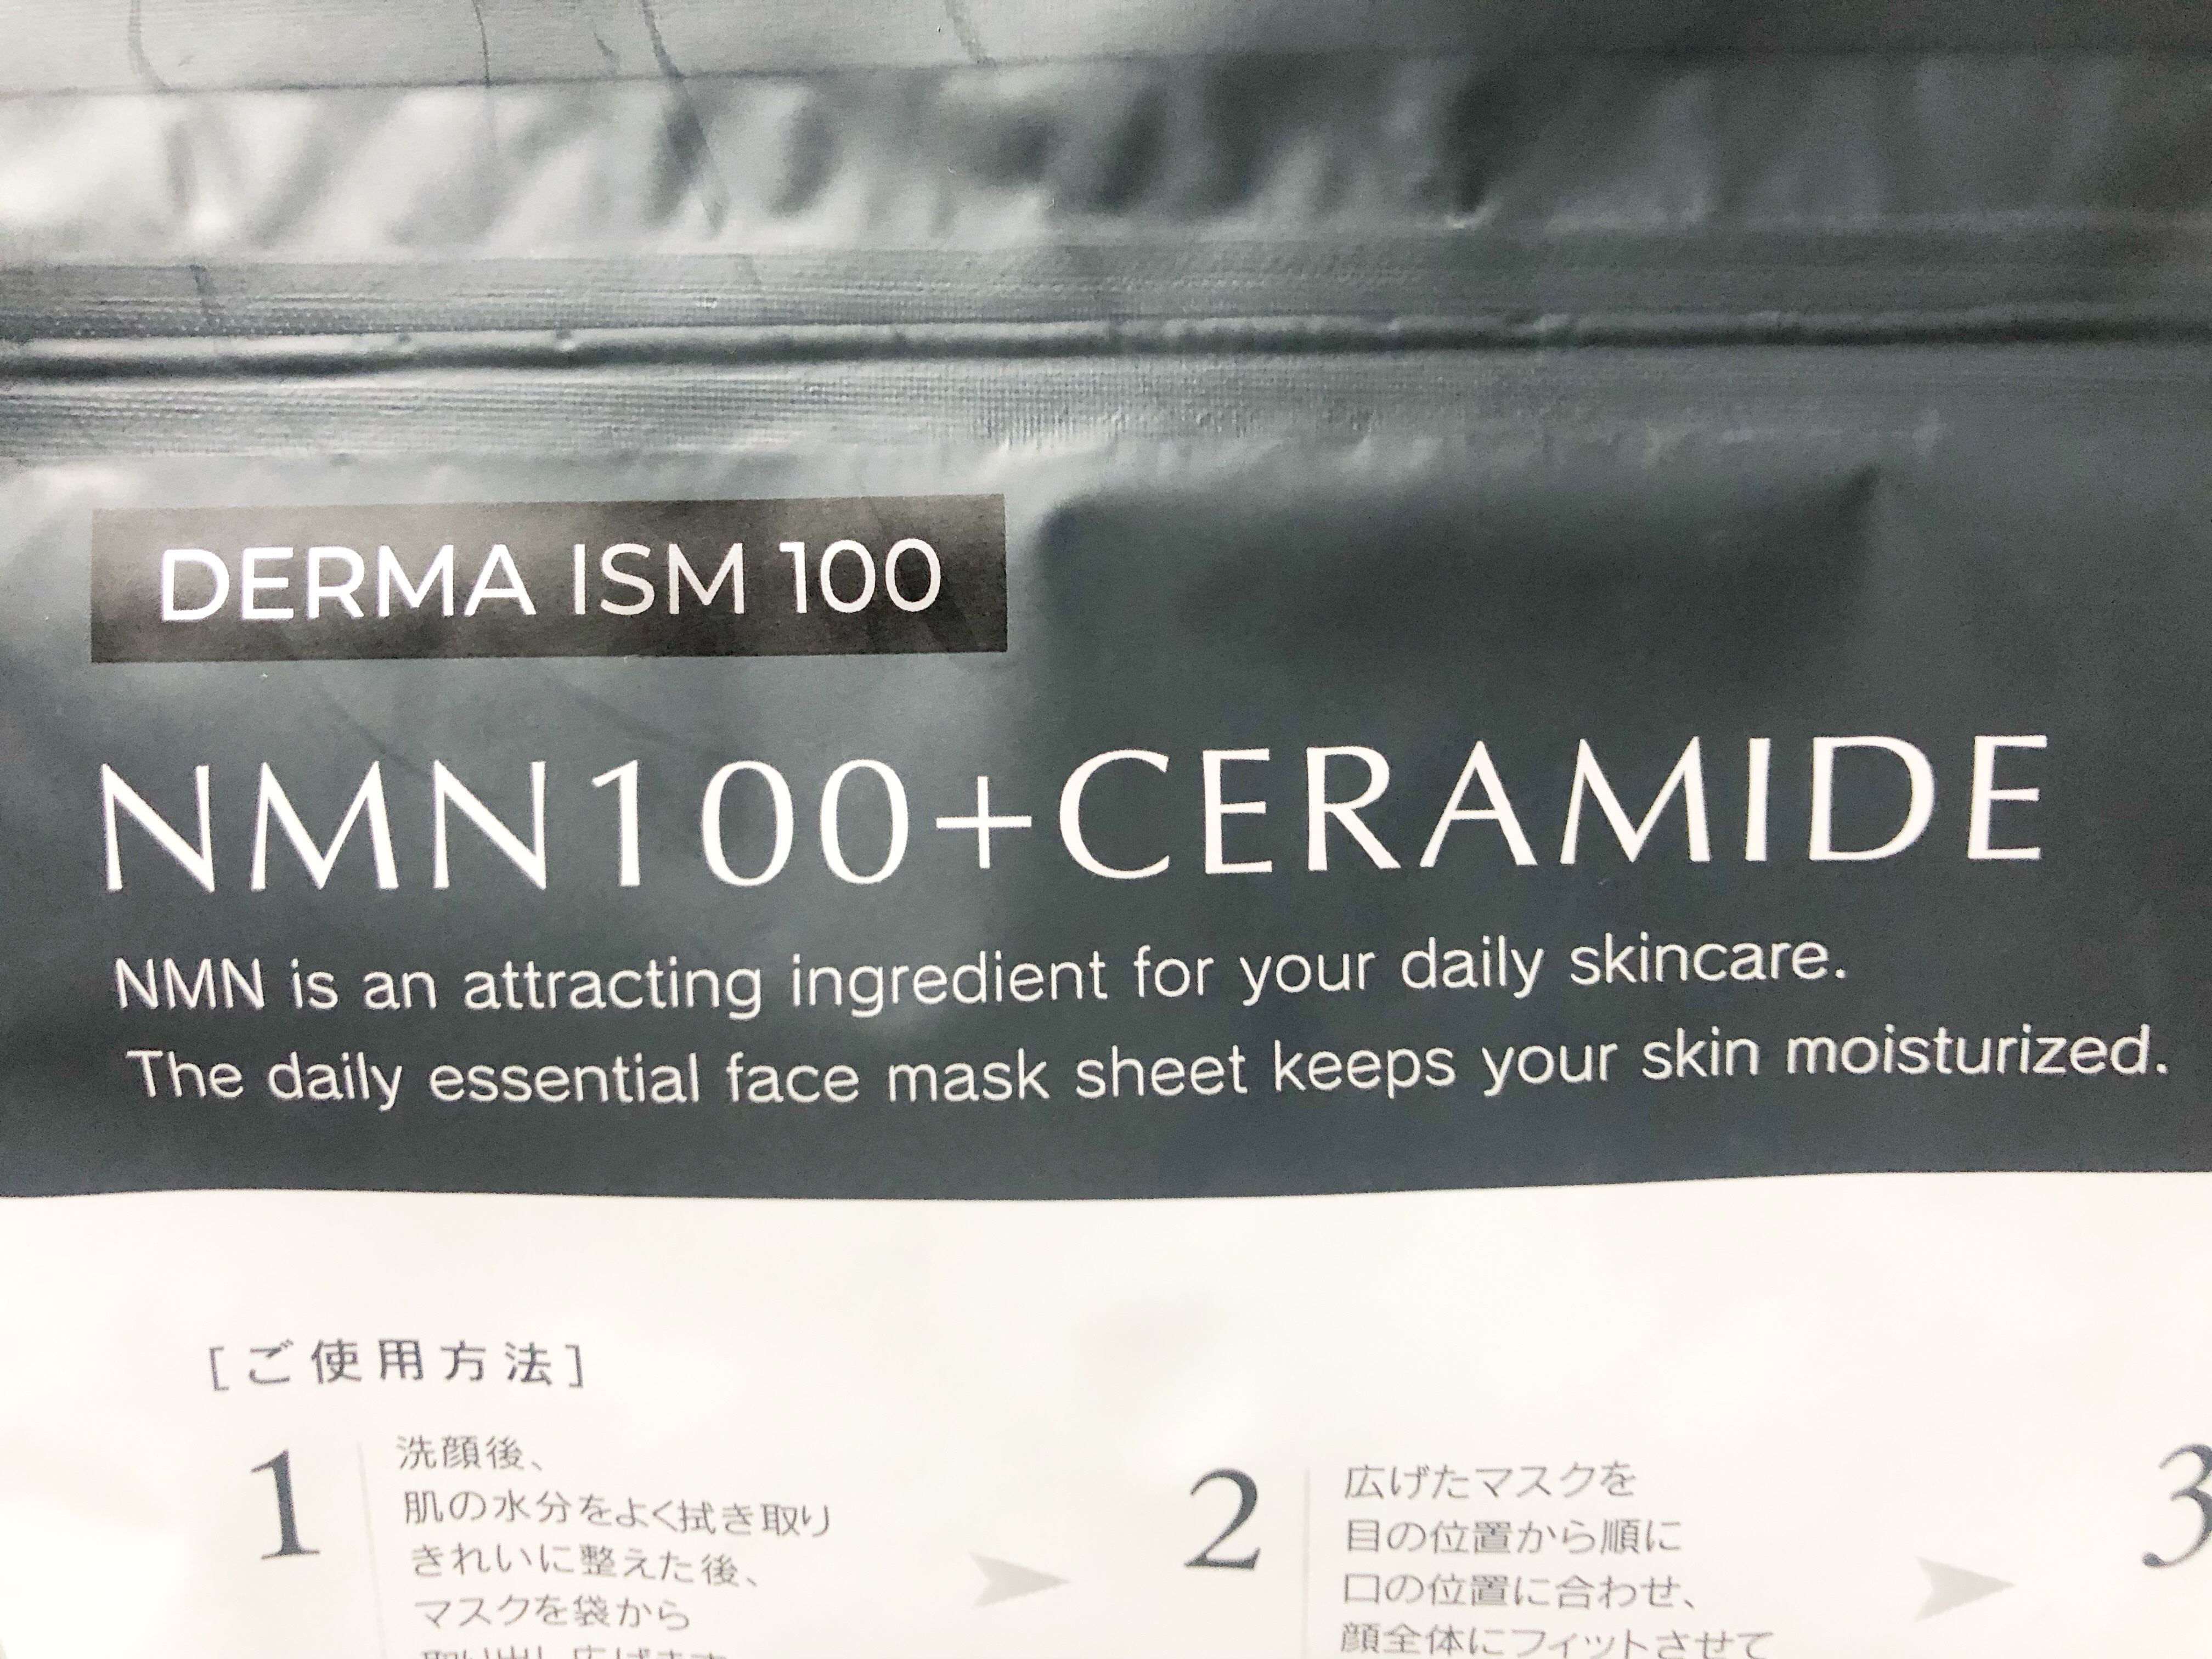 DERMA ISM 100
NMN100+CERAMIDE
NMN is an attracting ingredient for your daily skincare.
The daily essential face mask sheet keeps your skin moisturized.
[ご使用方法]
1
洗顔後、
肌の水分をよく拭き取り
きれいに整えた後、
マスクを袋から
2
広げたマスクを
目の位置から順に
口の位置に合わせ、
顔全体にフィットさせて
3